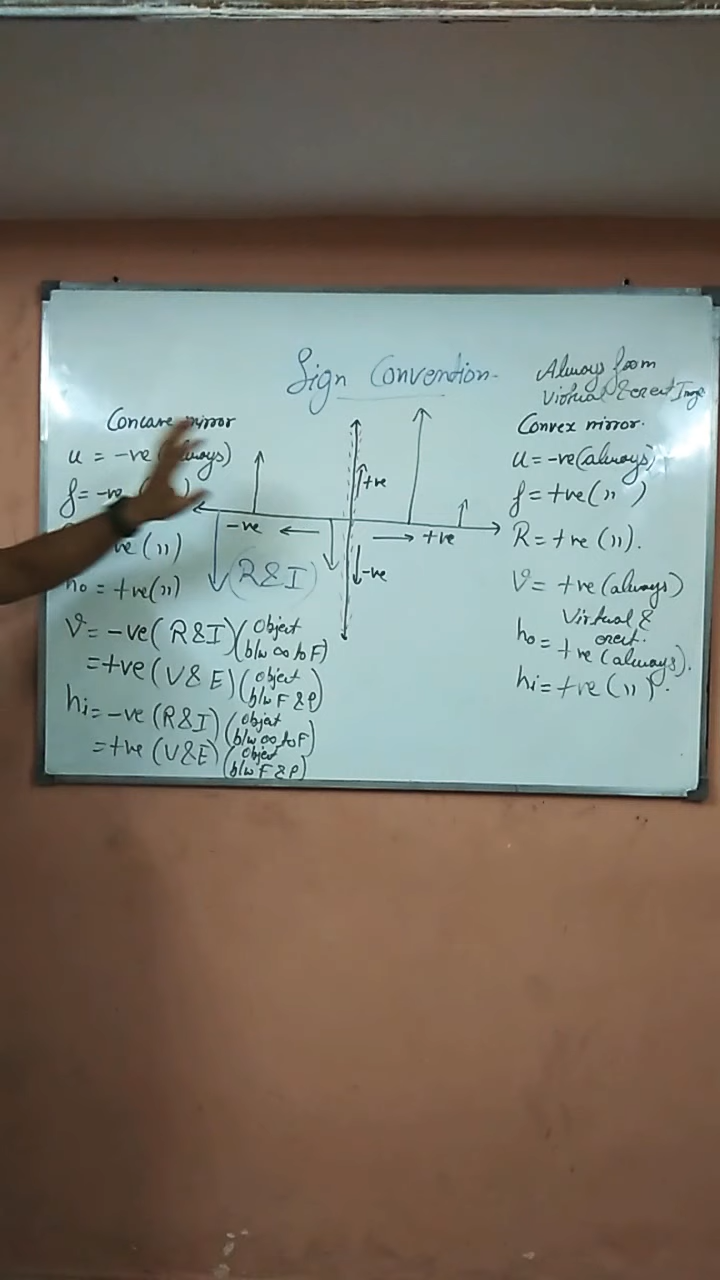 Sign Convention-
Always from
Virtual & erect Image
Concave mirror
u = -ve (always)
f = -ve
-ve (")
ho = +ve (")
V = -ve (R&I) (Object b/w ∞ to F)
= +ve (V&E) (Object b/w F & P)
hi = -ve (R&I) (Object b/w ∞ to F)
= +ve (V&E) (Object b/w F & P)
+ve
-ve
+ve
-ve
(R&I)
Convex mirror.
u = -ve (always)
f = +ve (")
R = +ve (").
V = +ve (always)
Virtual &
erect.
ho = +ve (always).
hi = +ve (").